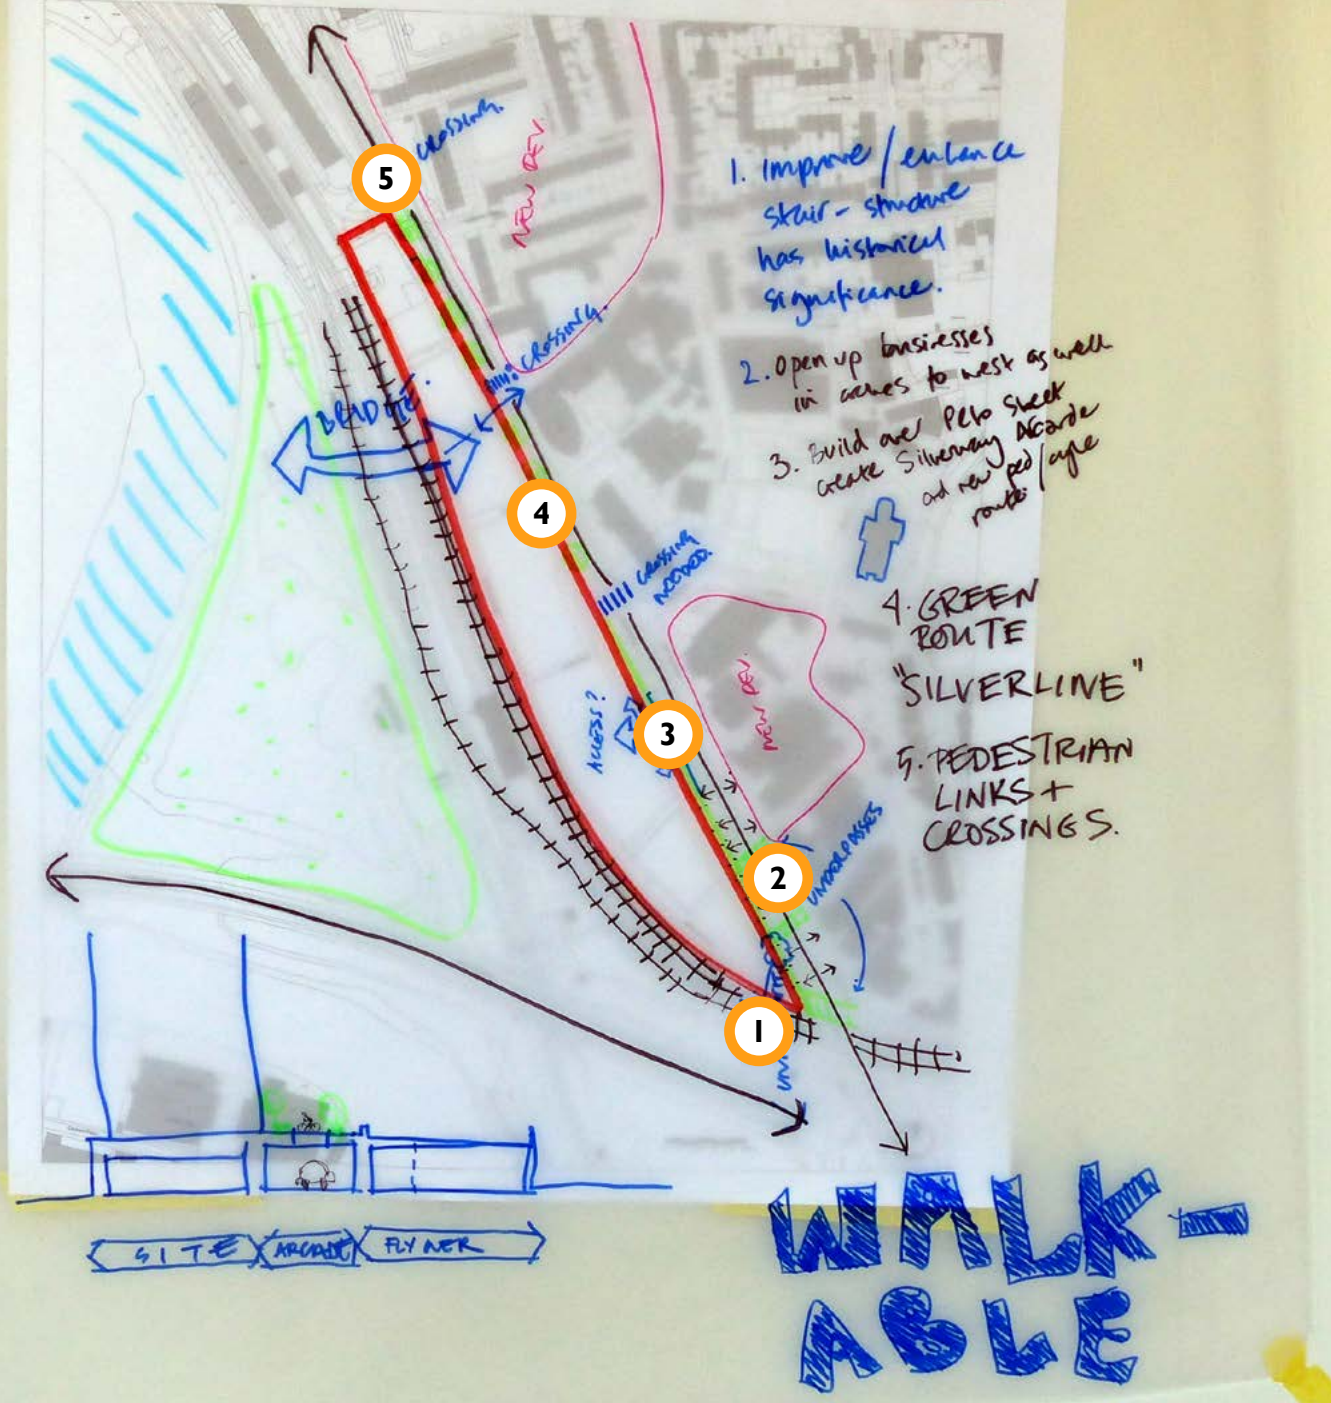 CROSSING.
5
NEW DEV.
CROSSING.
BRIDGE.
4
CROSSING
NEEDED.
ACCESS?
3
NEW DEV.
UNDERPASSES
2
1
1. Improve / enhance
stair - structure
has historical
significance.
2. Open up businesses
in arches to west as well
3. Build over Peto Street
create Silverway Arcade
ad new ped/cycle
route
4. GREEN
ROUTE
"SILVERLINE"
5. PEDESTRIAN
LINKS +
CROSSINGS.
SITE
ARCADE
FLYOVER
WALK-
ABLE